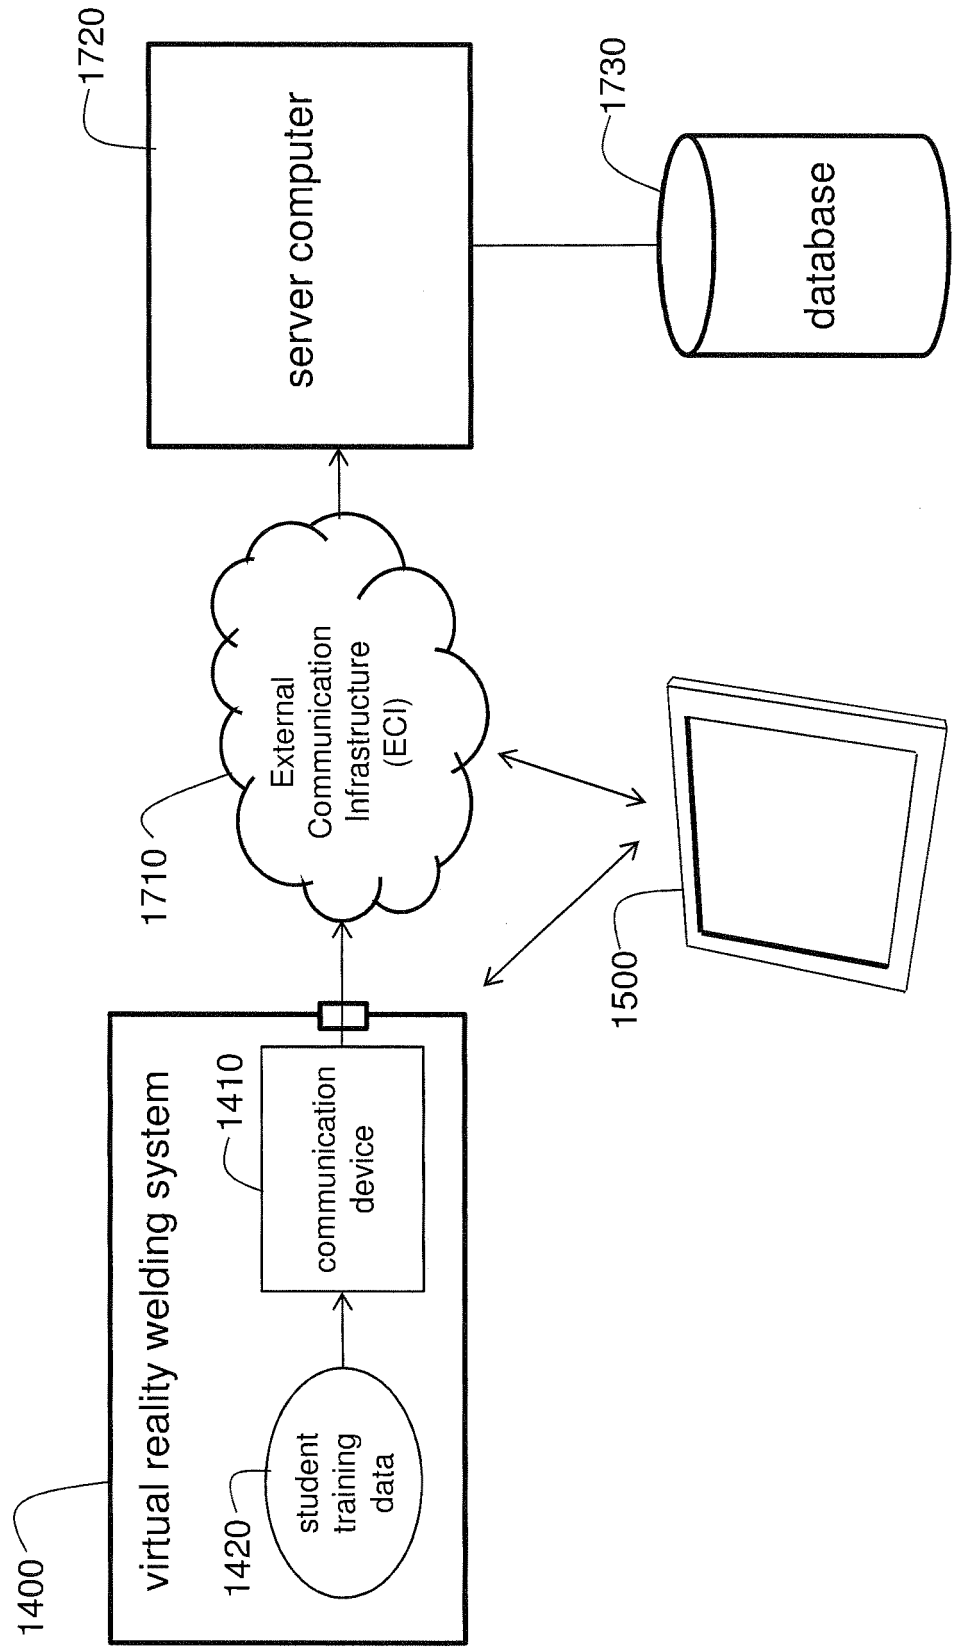 1400
virtual reality welding system
1420
student
training
data
1410
communication
device
1710
External
Communication
Infrastructure
(ECI)
1720
server computer
1730
database
1500